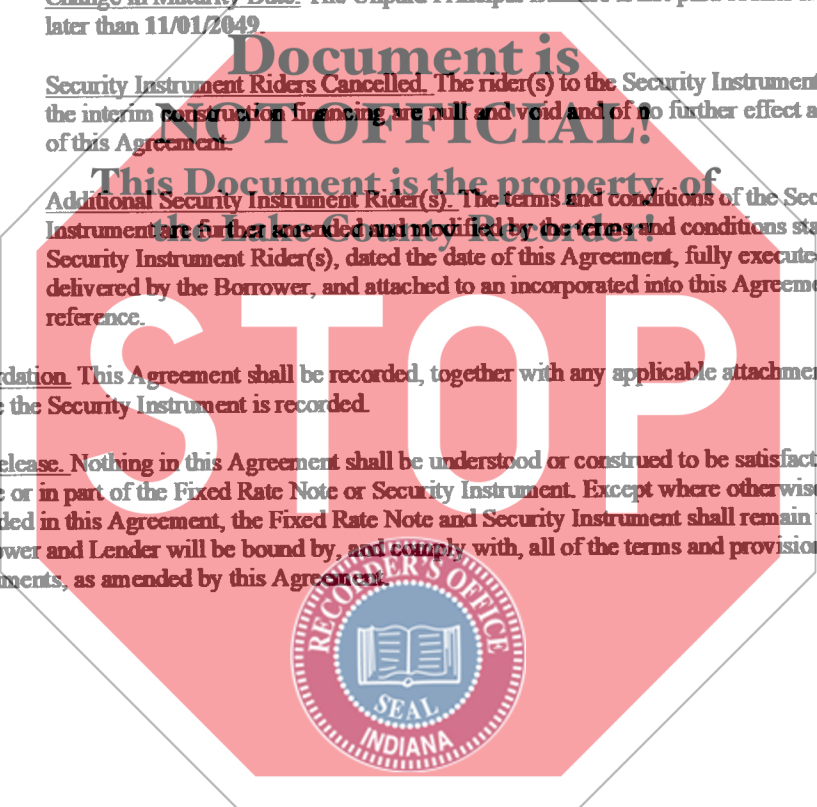 later than 11/01/2049.
Document is
Security Instrument Riders Cancelled. The rider(s) to the Security Instrument
NOT OFFICIAL!
the interim construction financing are null and void and of no further effect a
of this Agreement.
This Document is the property of
Additional Security Instrument Rider(s). The terms and conditions of the Sec
the Lake County Recorder!
Instrument are further amended and modified by the terms and conditions sta
Security Instrument Rider(s), dated the date of this Agreement, fully execute
delivered by the Borrower, and attached to an incorporated into this Agreeme
reference.
STOP
rdation. This Agreement shall be recorded, together with any applicable attachmen
e the Security Instrument is recorded.
elease. Nothing in this Agreement shall be understood or construed to be satisfact
e or in part of the Fixed Rate Note or Security Instrument. Except where otherwise
ded in this Agreement, the Fixed Rate Note and Security Instrument shall remain
wer and Lender will be bound by, and comply with, all of the terms and provision
ments, as amended by this Agreement.
RECORDER'S OFFICE
SEAL
INDIANA